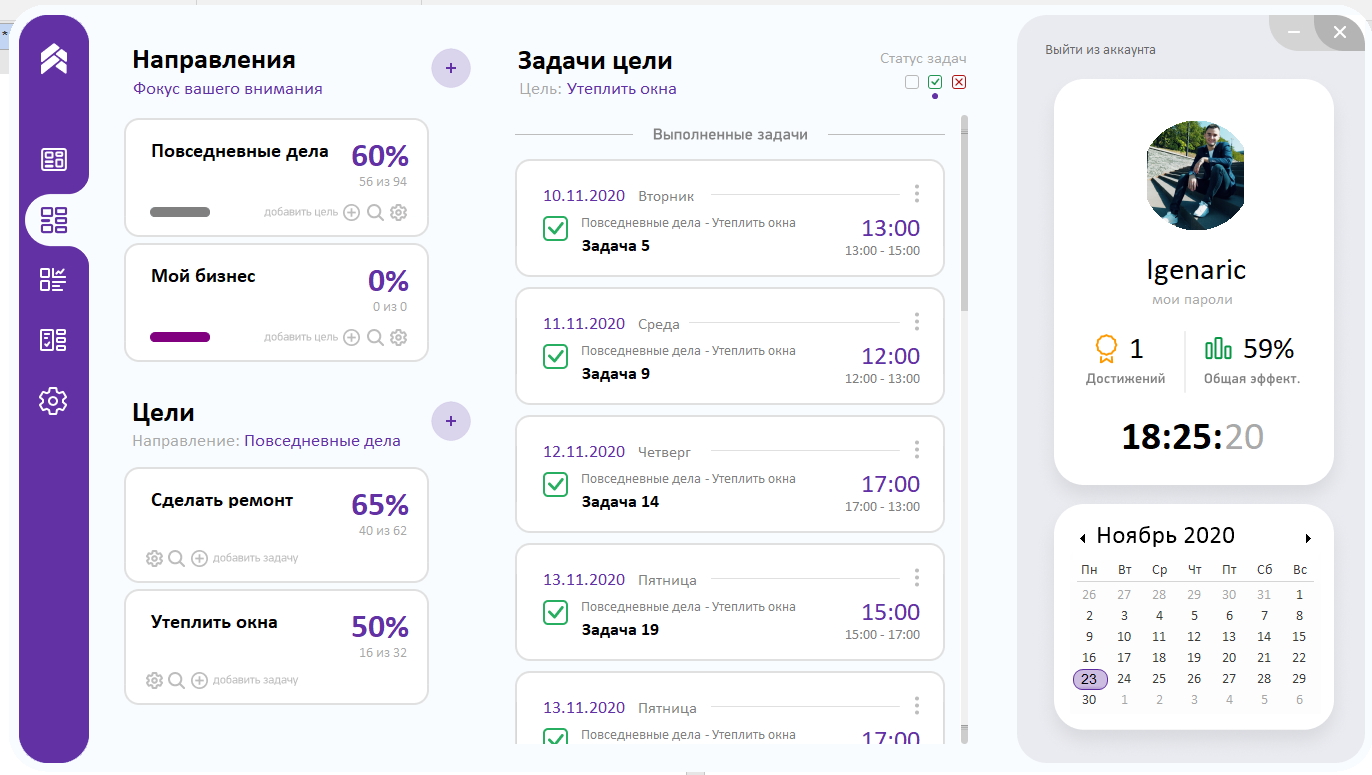 Направления
Фокус вашего внимания
+
Повседневные дела
60%
56 из 94
добавить цель
Мой бизнес
0%
0 из 0
добавить цель
Цели
Направление: Повседневные дела
+
Сделать ремонт
65%
40 из 62
добавить задачу
Утеплить окна
50%
16 из 32
добавить задачу
Задачи цели
Цель: Утеплить окна
Статус задач
Выполненные задачи
10.11.2020 Вторник
Повседневные дела - Утеплить окна
Задача 5
13:00
13:00 - 15:00
11.11.2020 Среда
Повседневные дела - Утеплить окна
Задача 9
12:00
12:00 - 13:00
12.11.2020 Четверг
Повседневные дела - Утеплить окна
Задача 14
17:00
17:00 - 13:00
13.11.2020 Пятница
Повседневные дела - Утеплить окна
Задача 19
15:00
15:00 - 17:00
13.11.2020 Пятница
Повседневные дела - Утеплить окна
17:00
Выйти из аккаунта
lgenaric
мои пароли
1
Достижений
59%
Общая эффект.
18:25:20
Ноябрь 2020
Пн Вт Ср Чт Пт Сб Вс
26 27 28 29 30 31 1
2 3 4 5 6 7 8
9 10 11 12 13 14 15
16 17 18 19 20 21 22
23 24 25 26 27 28 29
30 1 2 3 4 5 6